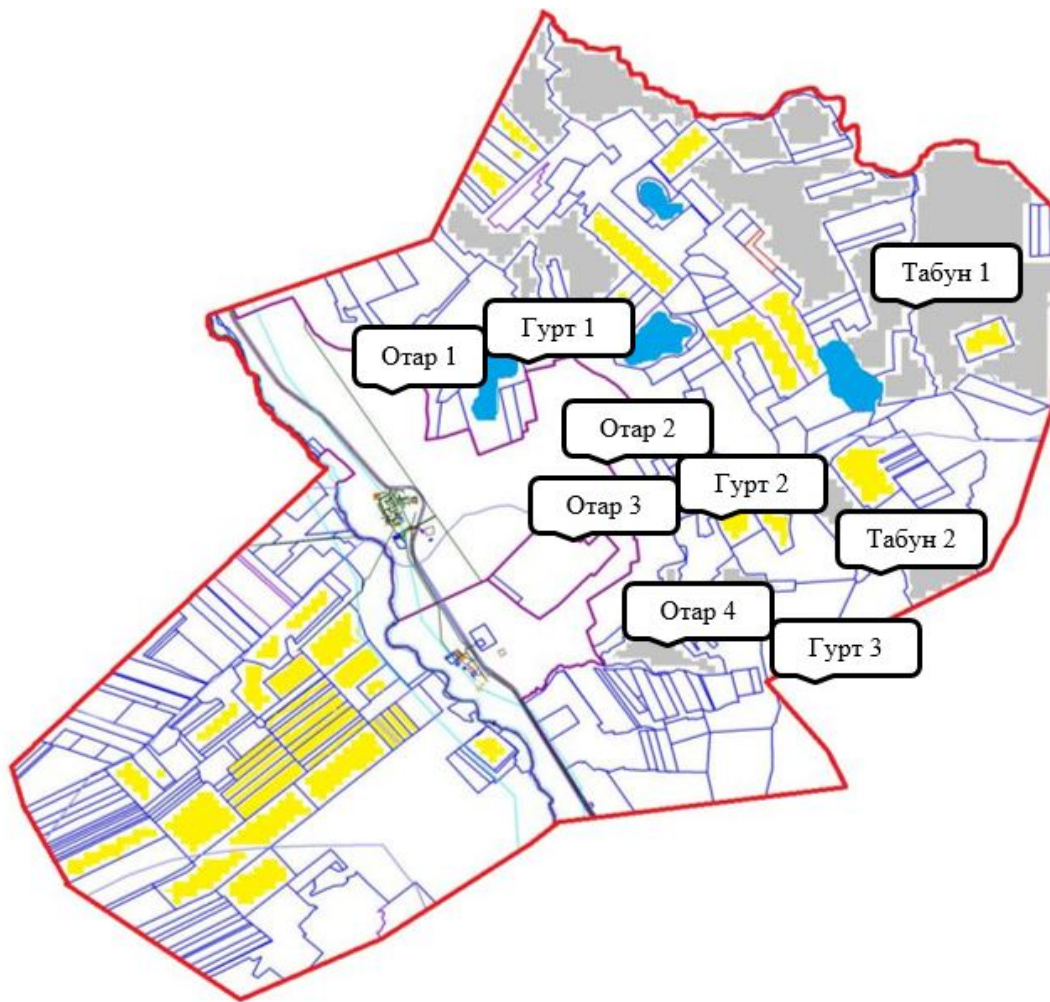 Табун 1
Гурт 1
Отар 1
Отар 2
Гурт 2
Отар 3
Табун 2
Отар 4
Гурт 3